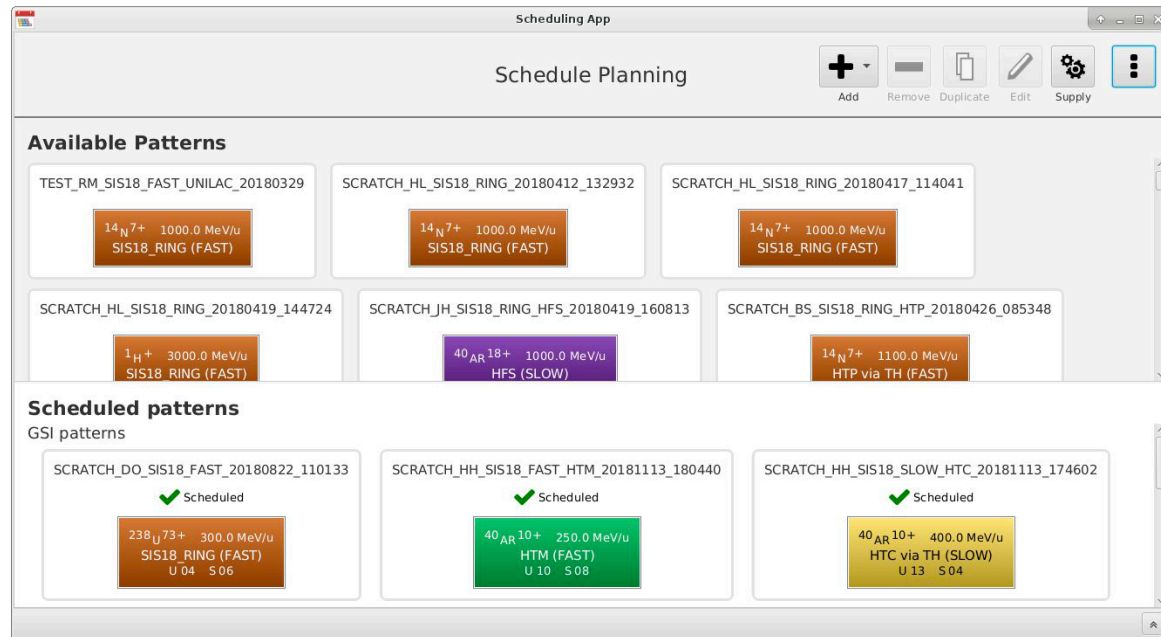 Scheduling App
Schedule Planning
Add Remove Duplicate Edit Supply
Available Patterns
TEST_RM_SIS18_FAST_UNILAC_20180329
14N7+ 1000.0 MeV/u
SIS18_RING (FAST)
SCRATCH_HL_SIS18_RING_20180412_132932
14N7+ 1000.0 MeV/u
SIS18_RING (FAST)
SCRATCH_HL_SIS18_RING_20180417_114041
14N7+ 1000.0 MeV/u
SIS18_RING (FAST)
SCRATCH_HL_SIS18_RING_20180419_144724
1H+ 3000.0 MeV/u
SIS18_RING (FAST)
SCRATCH_JH_SIS18_RING_HFS_20180419_160813
40AR18+ 1000.0 MeV/u
HFS (SLOW)
SCRATCH_BS_SIS18_RING_HTP_20180426_085348
14N7+ 1100.0 MeV/u
HTP via TH (FAST)
Scheduled patterns
GSI patterns
SCRATCH_DO_SIS18_FAST_20180822_110133
Scheduled
238U73+ 300.0 MeV/u
SIS18_RING (FAST)
U 04 S 06
SCRATCH_HH_SIS18_FAST_HTM_20181113_180440
Scheduled
40AR10+ 250.0 MeV/u
HTM (FAST)
U 10 S 08
SCRATCH_HH_SIS18_SLOW_HTC_20181113_174602
Scheduled
40AR10+ 400.0 MeV/u
HTC via TH (SLOW)
U 13 S 04